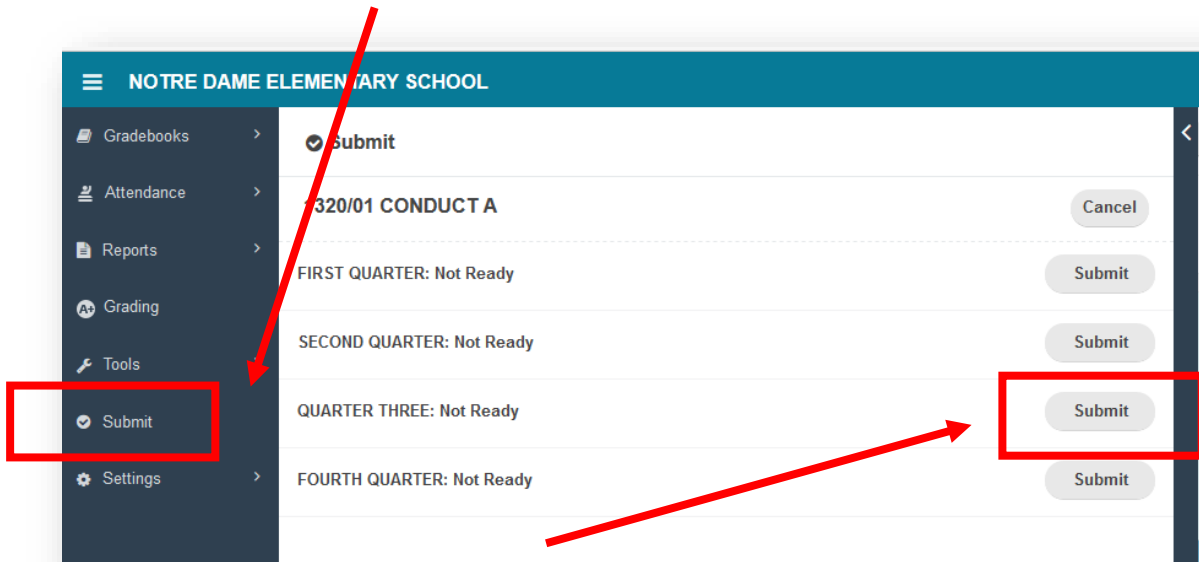 NOTRE DAME ELEMENTARY SCHOOL
Gradebooks
Attendance
Reports
A+ Grading
Tools
Submit
Settings
Submit
1320/01 CONDUCT A
Cancel
FIRST QUARTER: Not Ready
Submit
SECOND QUARTER: Not Ready
Submit
QUARTER THREE: Not Ready
Submit
FOURTH QUARTER: Not Ready
Submit